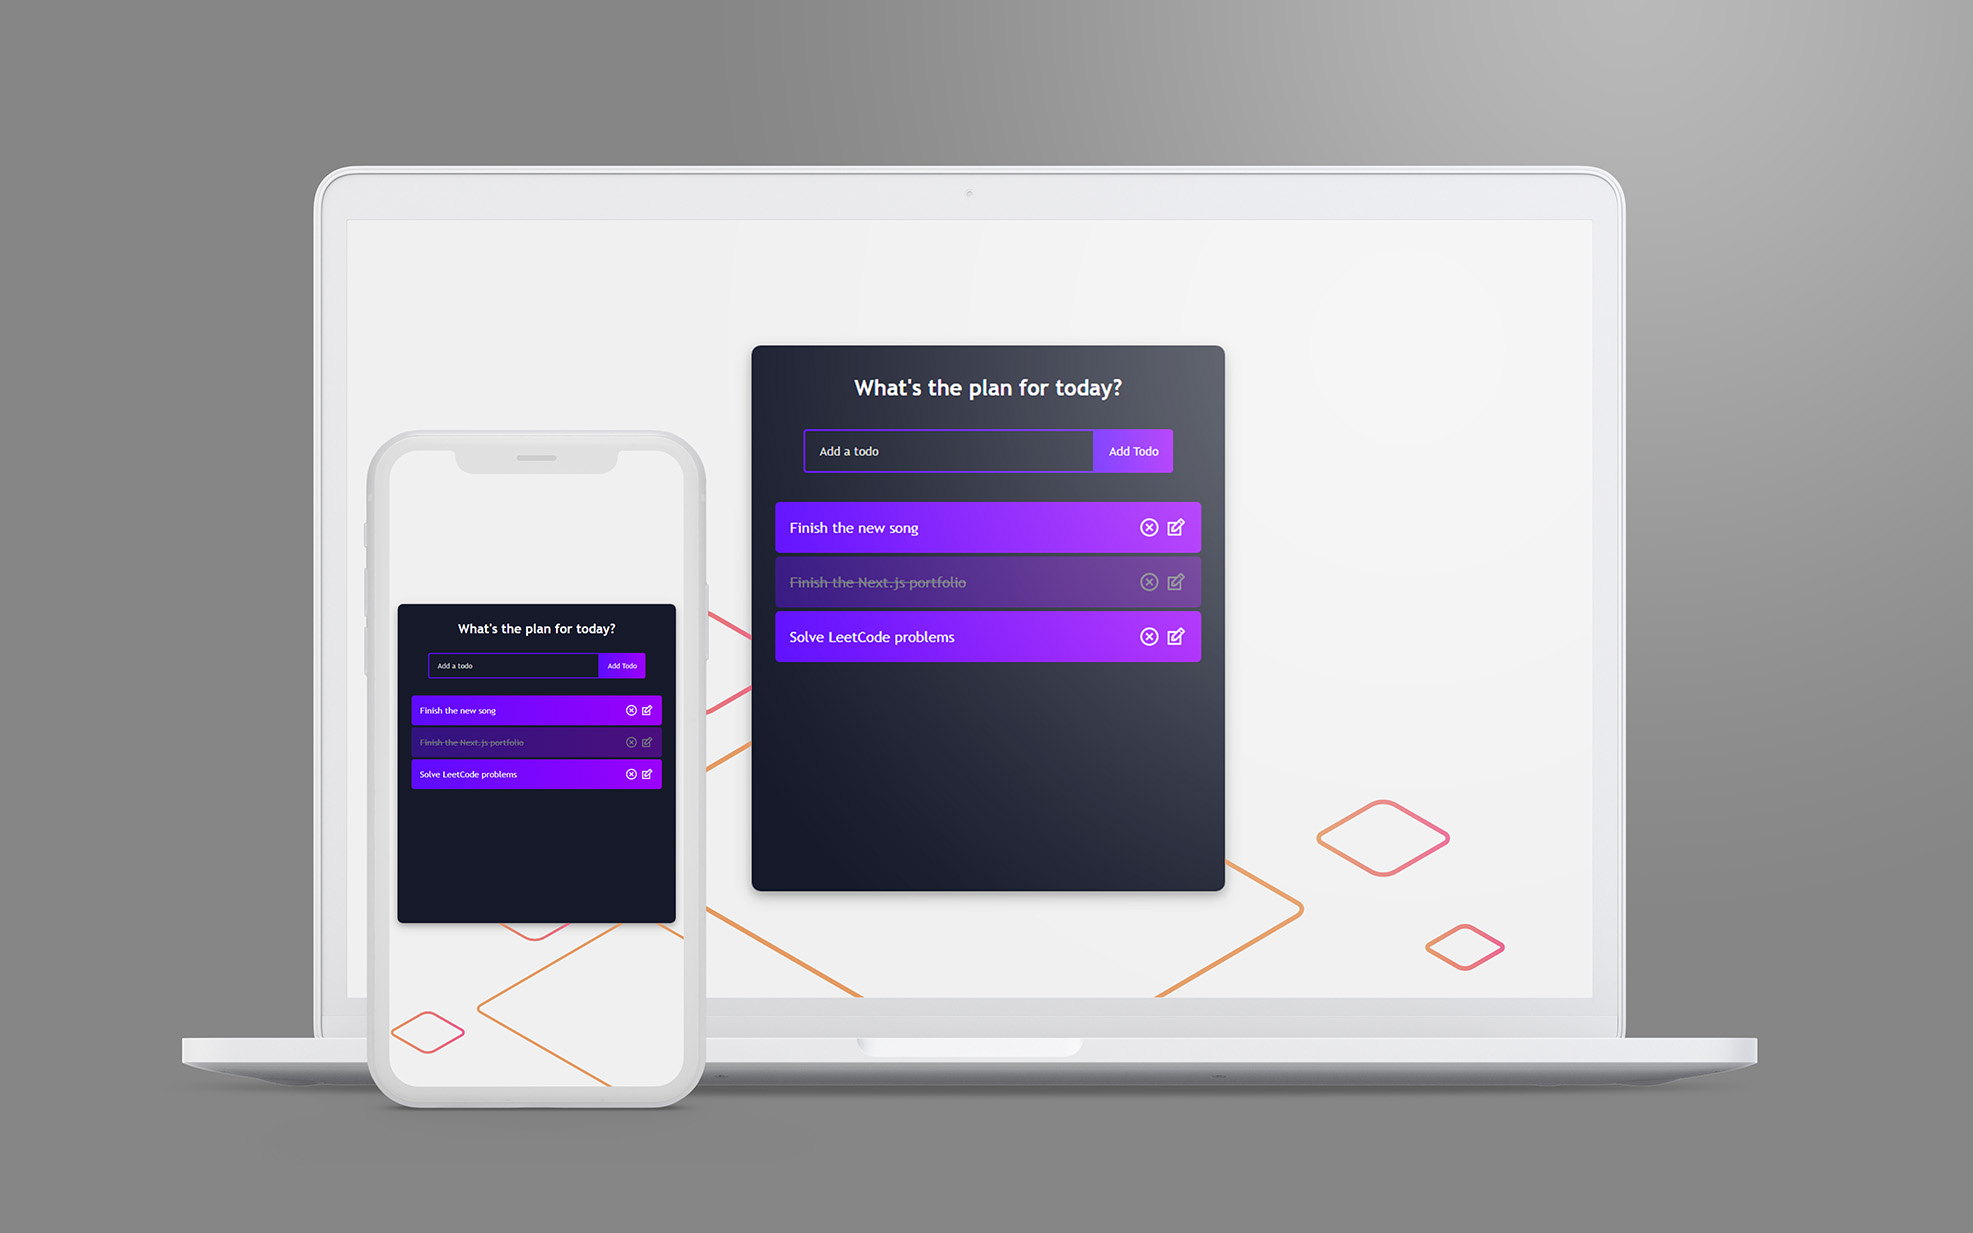 What's the plan for today?
Add a todo
Add Todo
Finish the new song
Finish the Next.js portfolio
Solve LeetCode problems
What's the plan for today?
Add a todo
Add Todo
Finish the new song
Finish the Next.js portfolio
Solve LeetCode problems